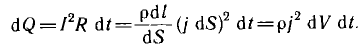 dQ = I²R dt = ρdl/dS (j dS)² dt = ρj² dV dt.